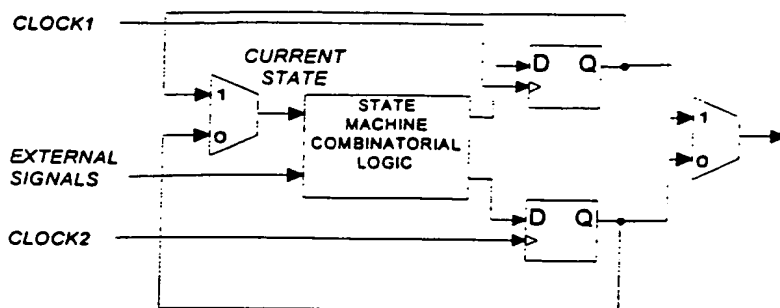 CLOCK1
CURRENT
STATE
D Q
1
0
STATE
MACHINE
COMBINATORIAL
LOGIC
1
0
EXTERNAL
SIGNALS
D Q
CLOCK2